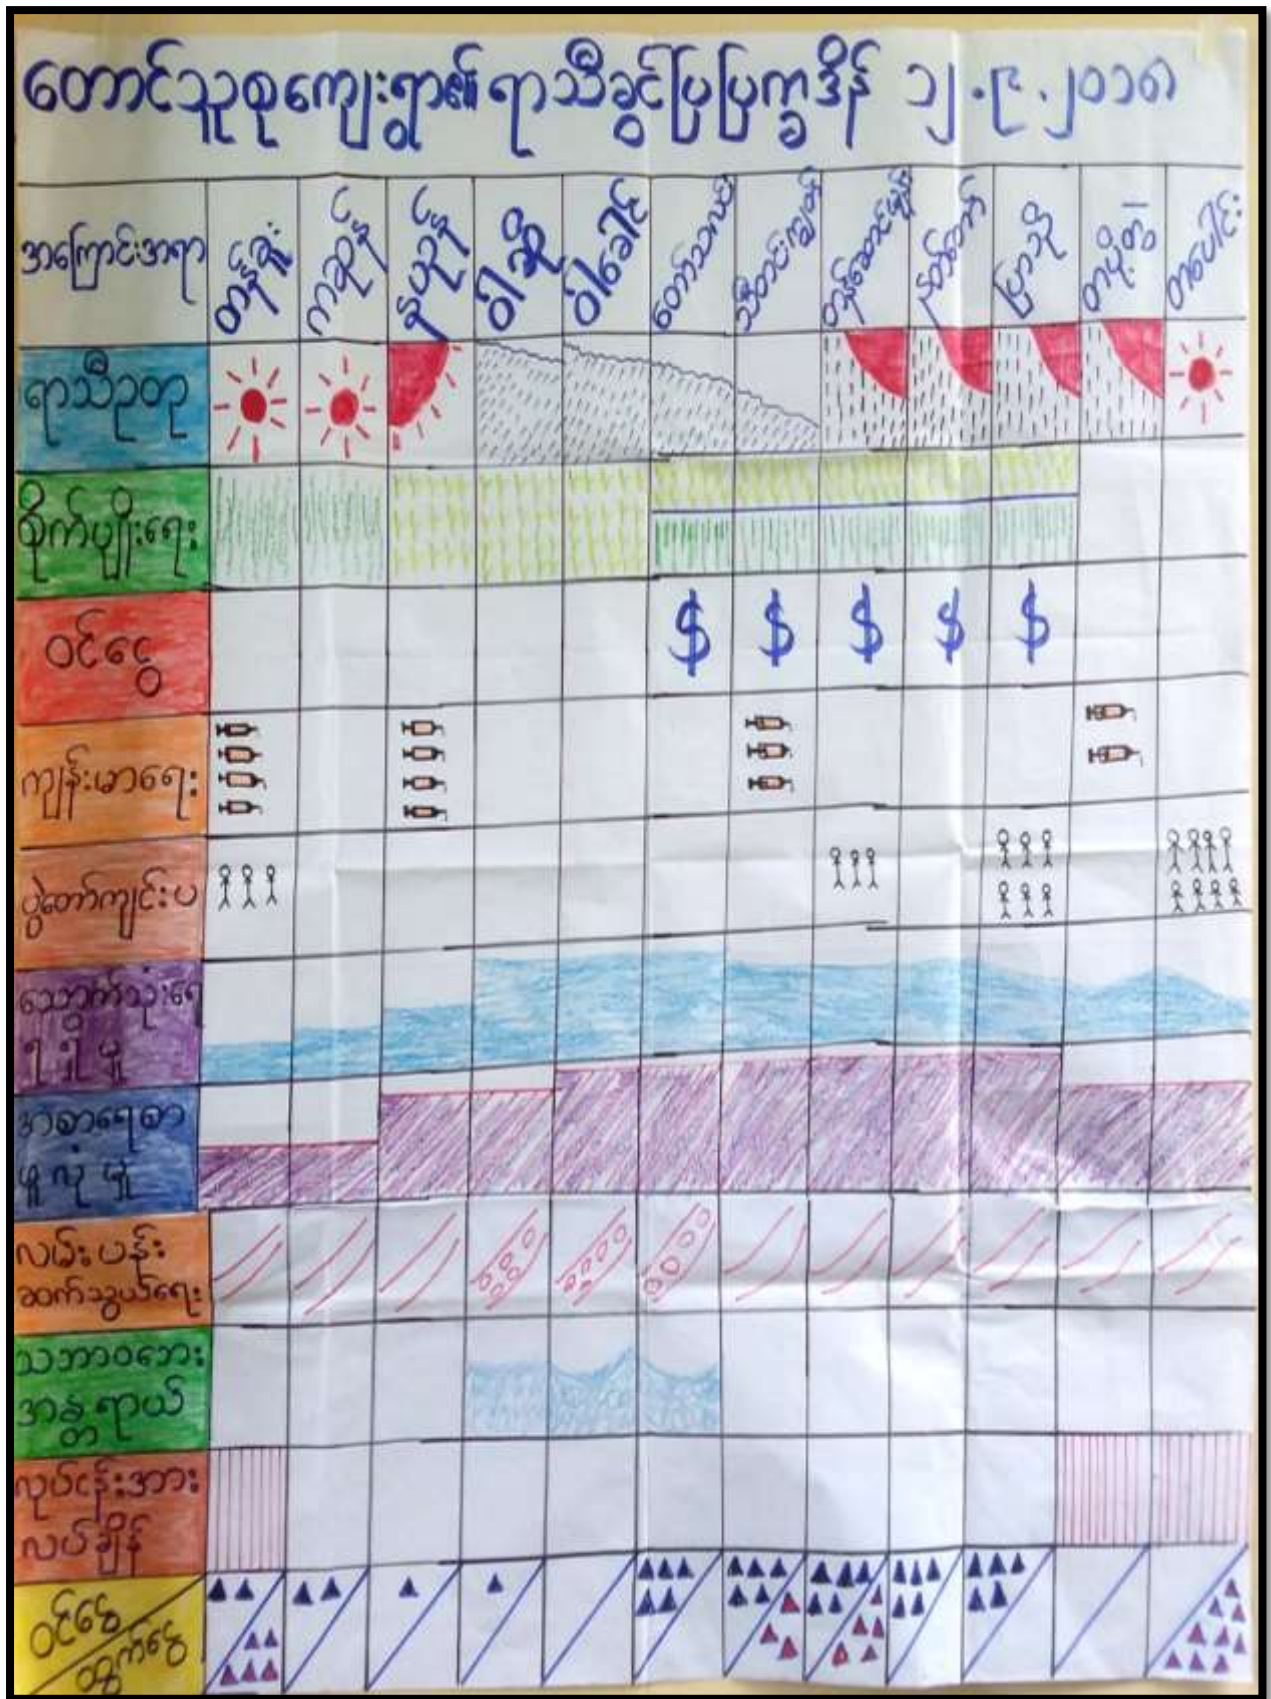 တောင်သူစုကျေးရွာ၏ ရာသီခွင်ပြပြက္ခဒိန် ၁၂.၉.၂၀၁၈
အကြောင်းအရာ တန်ခူး ကဆုန် နယုန် ဝါဆို ဝါခေါင် တော်သလင်း သီတင်းကျွတ် တန်ဆောင်မုန်း နတ်တော် ပြာသို တပို့တွဲ တပေါင်း
ရာသီဥတု
စိုက်ပျိုးရေး
ဝင်ငွေ
$ $ $ $ $
ကျန်းမာရေး
ပွဲတော်ကျင်းပ
သောက်သုံးရေ
ရရှိမှု
အစာရေစာ
ဖူလုံမှု
လမ်းပန်း
ဆက်သွယ်ရေး
သဘာဝဘေး
အန္တရာယ်
လုပ်ငန်းအား
လပ်ချိန်
ဝင်ငွေ
ထွက်ငွေ